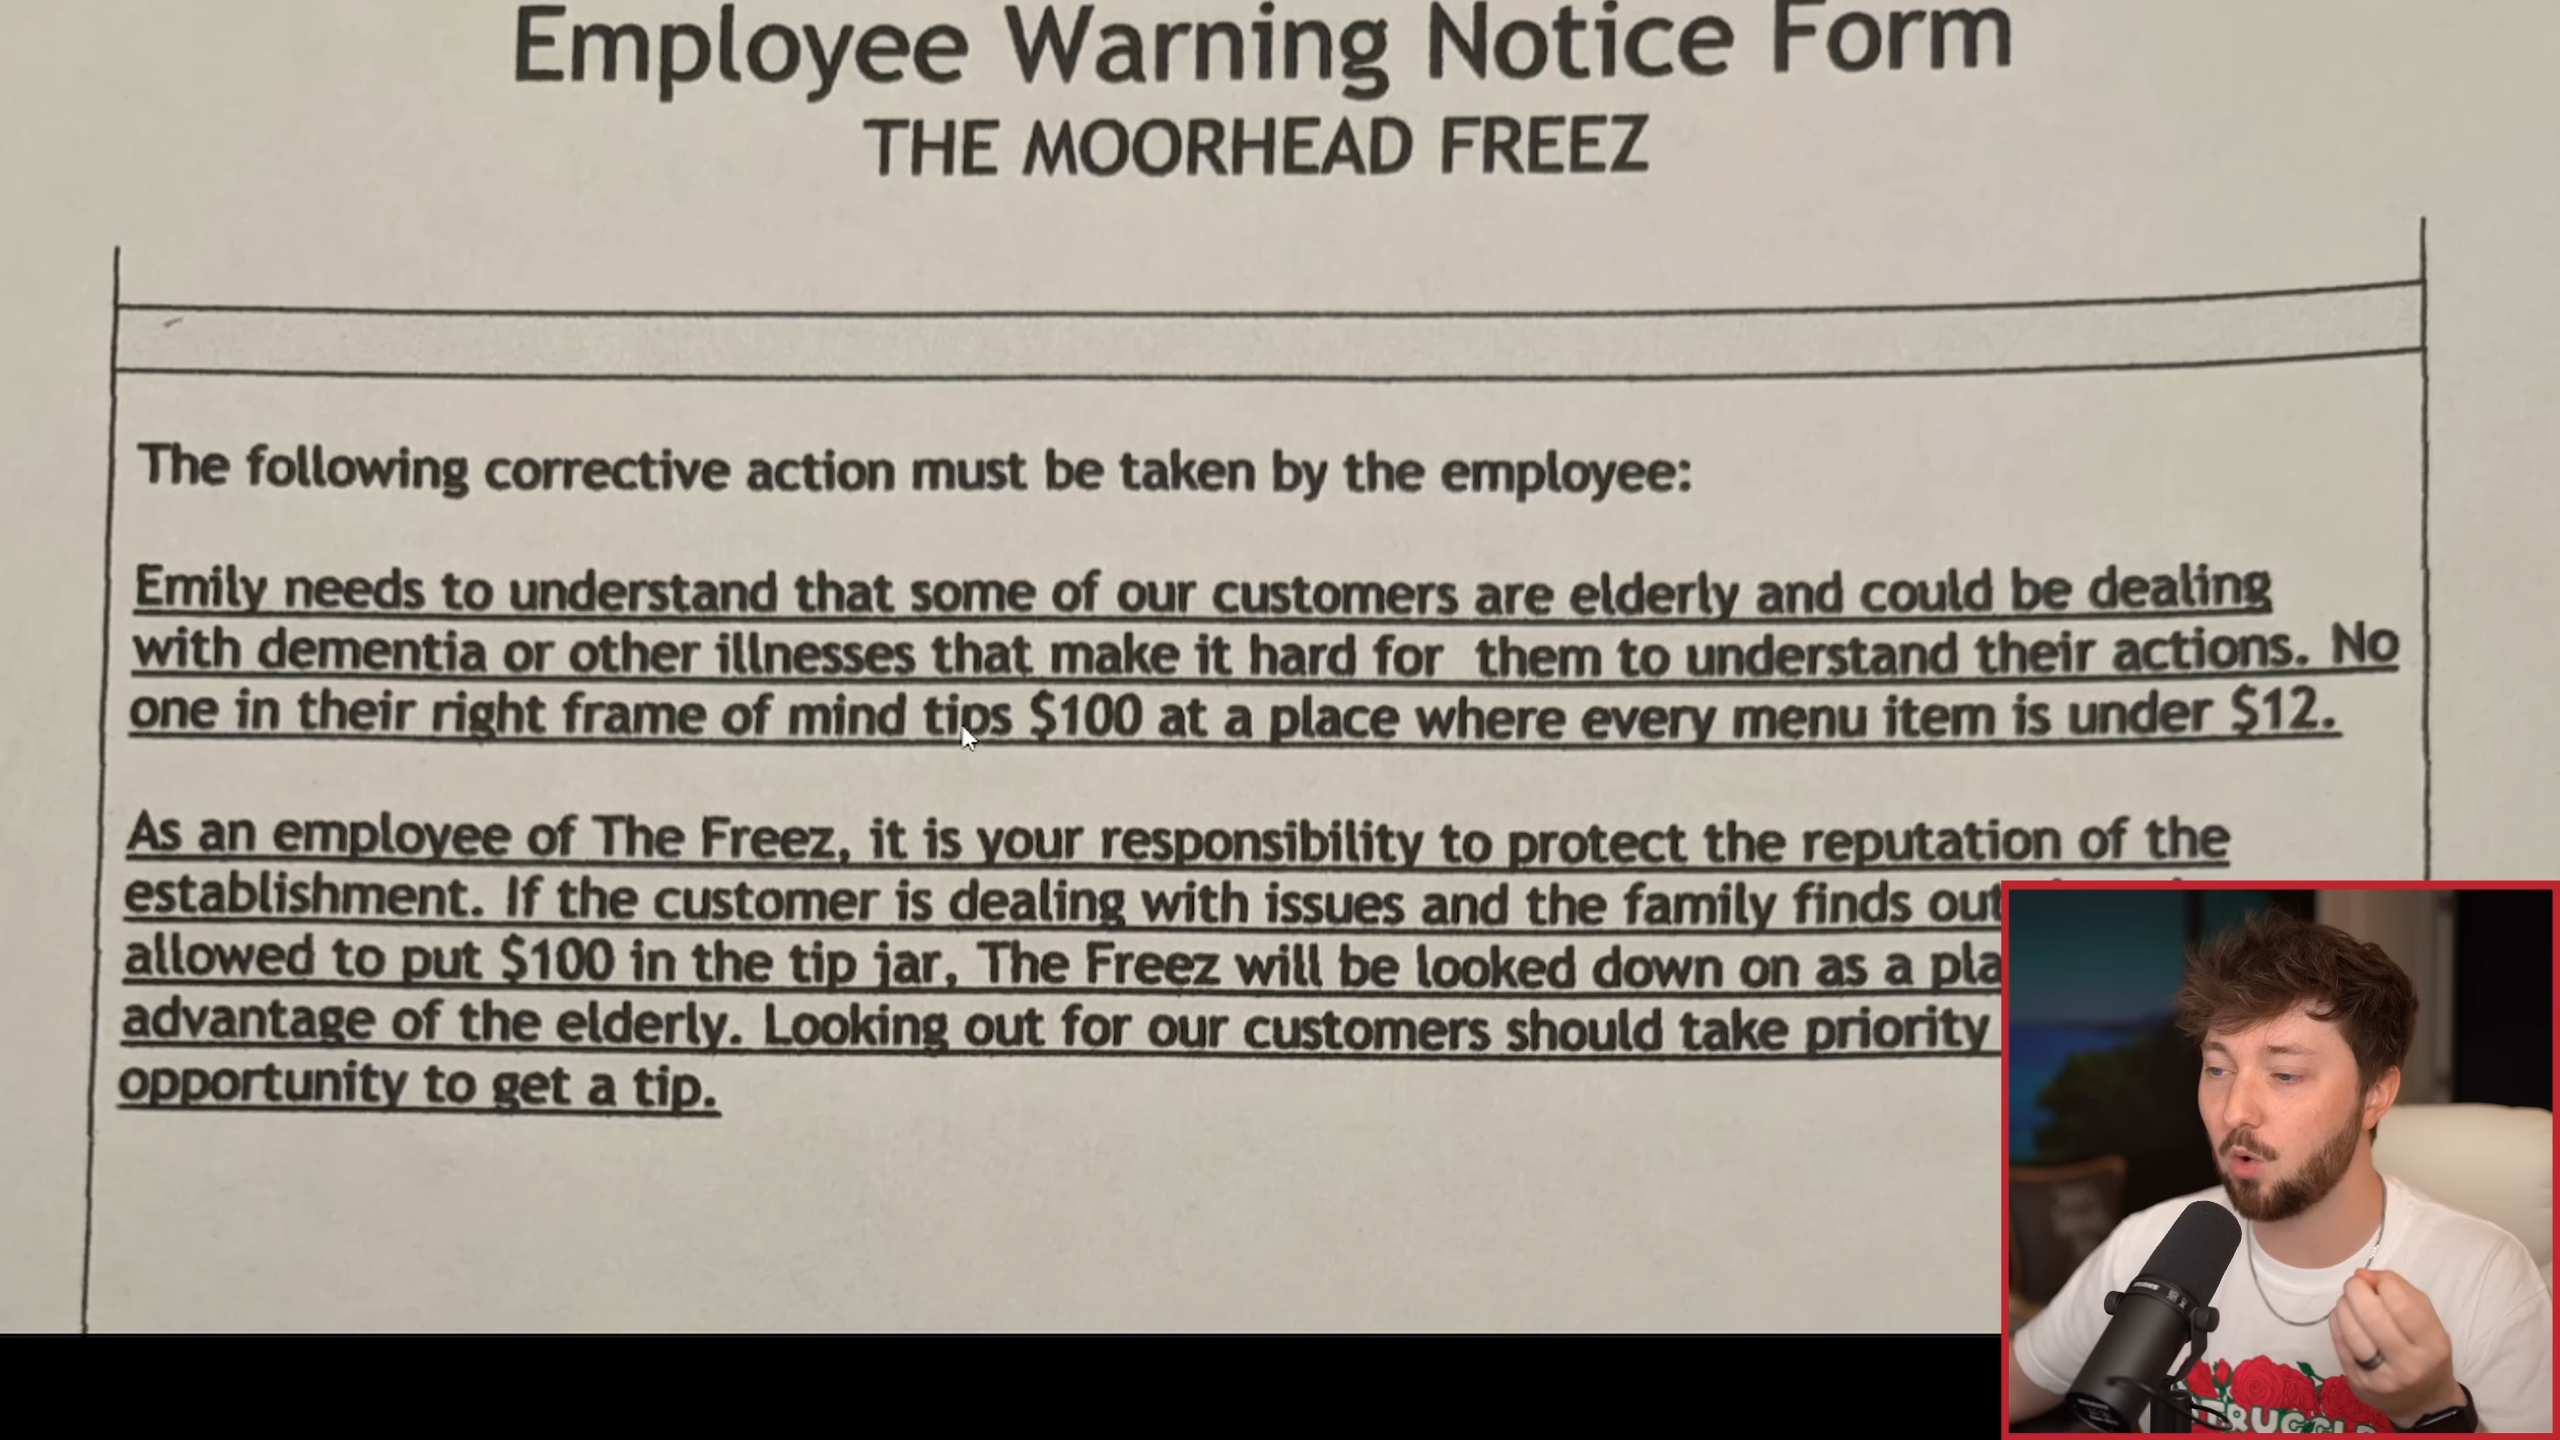 Employee Warning Notice Form
THE MOORHEAD FREEZ
The following corrective action must be taken by the employee:
Emily needs to understand that some of our customers are elderly and could be dealing
with dementia or other illnesses that make it hard for them to understand their actions. No
one in their right frame of mind tips $100 at a place where every menu item is under $12.
As an employee of The Freez, it is your responsibility to protect the reputation of the
establishment. If the customer is dealing with issues and the family finds out
allowed to put $100 in the tip jar, The Freez will be looked down on as a
advantage of the elderly. Looking out for our customers should take priority
opportunity to get a tip.